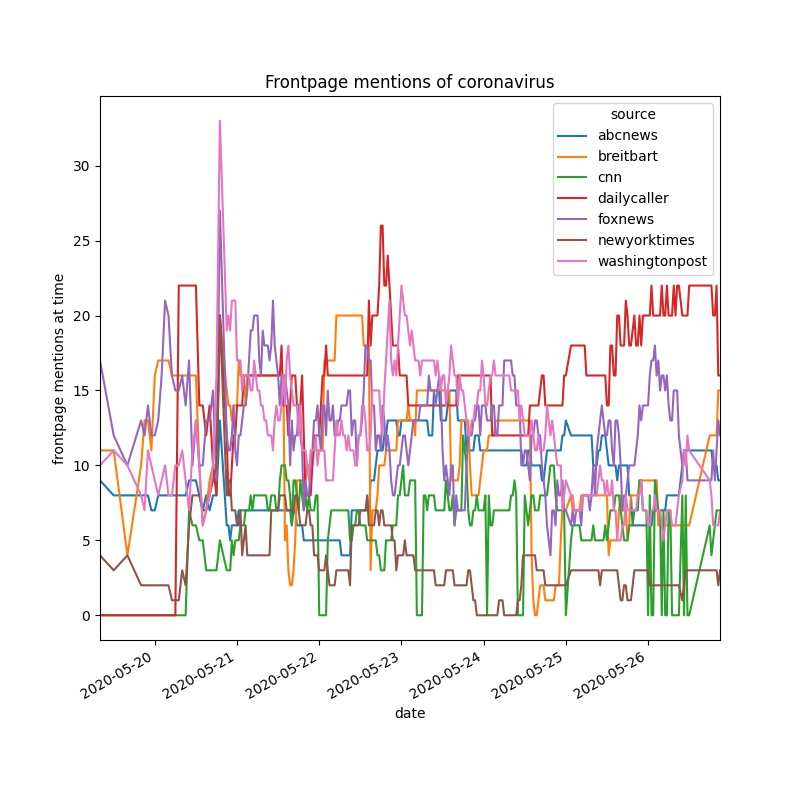 Frontpage mentions of coronavirus
source
abcnews
breitbart
cnn
dailycaller
foxnews
newyorktimes
washingtonpost
frontpage mentions at time
30
25
20
15
10
5
0
2020-05-20
2020-05-21
2020-05-22
2020-05-23
2020-05-24
2020-05-25
2020-05-26
date